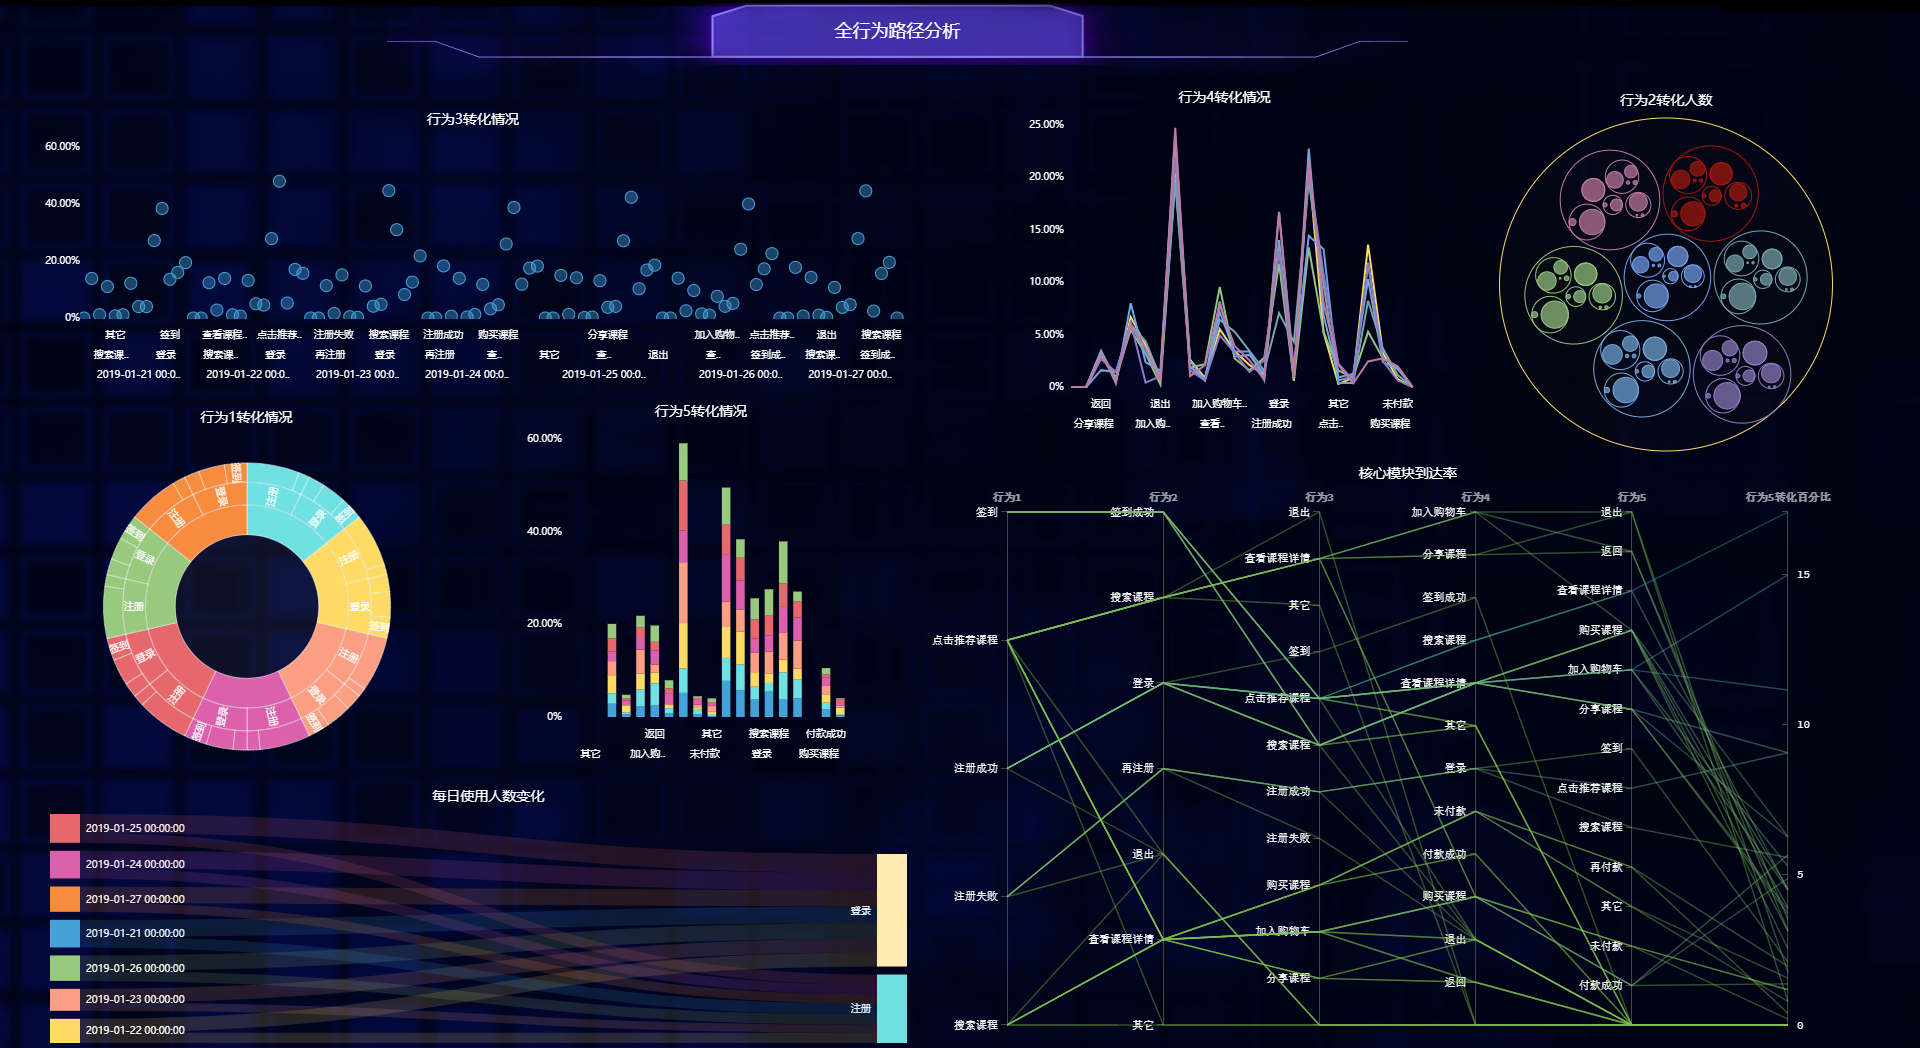 全行为路径分析
行为3转化情况
60.00%
40.00%
20.00%
0%
其它
签到
查看课程..
点击推荐..
注册失败
搜索课程
注册成功
购买课程
分享课程
加入购物..
点击推荐..
退出
搜索课程
搜索课..
登录
搜索课..
登录
再注册
登录
再注册
查..
其它
查..
退出
查..
签到成..
搜索课..
签到成..
2019-01-21 00:0..
2019-01-22 00:0..
2019-01-23 00:0..
2019-01-24 00:0..
2019-01-25 00:0..
2019-01-26 00:0..
2019-01-27 00:0..
行为4转化情况
25.00%
20.00%
15.00%
10.00%
5.00%
0%
返回
退出
加入购物车..
登录
其它
未付款
分享课程
加入购..
查看..
注册成功
点击..
购买课程
行为2转化人数
行为1转化情况
注册
登录
签到
注册
登录
签到
注册
登录
签到
注册
登录
签到
注册
登录
签到
注册
登录
签到
注册
登录
签到
行为5转化情况
60.00%
40.00%
20.00%
0%
返回
其它
搜索课程
付款成功
其它
加入购..
未付款
登录
购买课程
每日使用人数变化
2019-01-25 00:00:00
2019-01-24 00:00:00
2019-01-27 00:00:00
2019-01-21 00:00:00
2019-01-26 00:00:00
2019-01-23 00:00:00
2019-01-22 00:00:00
登录
注册
核心模块到达率
行为1
签到
点击推荐课程
注册成功
注册失败
搜索课程
行为2
签到成功
搜索课程
登录
再注册
退出
查看课程详情
其它
行为3
退出
查看课程详情
其它
签到
点击推荐课程
搜索课程
注册成功
注册失败
购买课程
加入购物车
分享课程
行为4
加入购物车
分享课程
签到成功
搜索课程
查看课程详情
其它
登录
未付款
付款成功
购买课程
退出
返回
行为5
退出
返回
查看课程详情
购买课程
加入购物车
分享课程
签到
点击推荐课程
搜索课程
再付款
其它
未付款
付款成功
行为5转化百分比
15
10
5
0